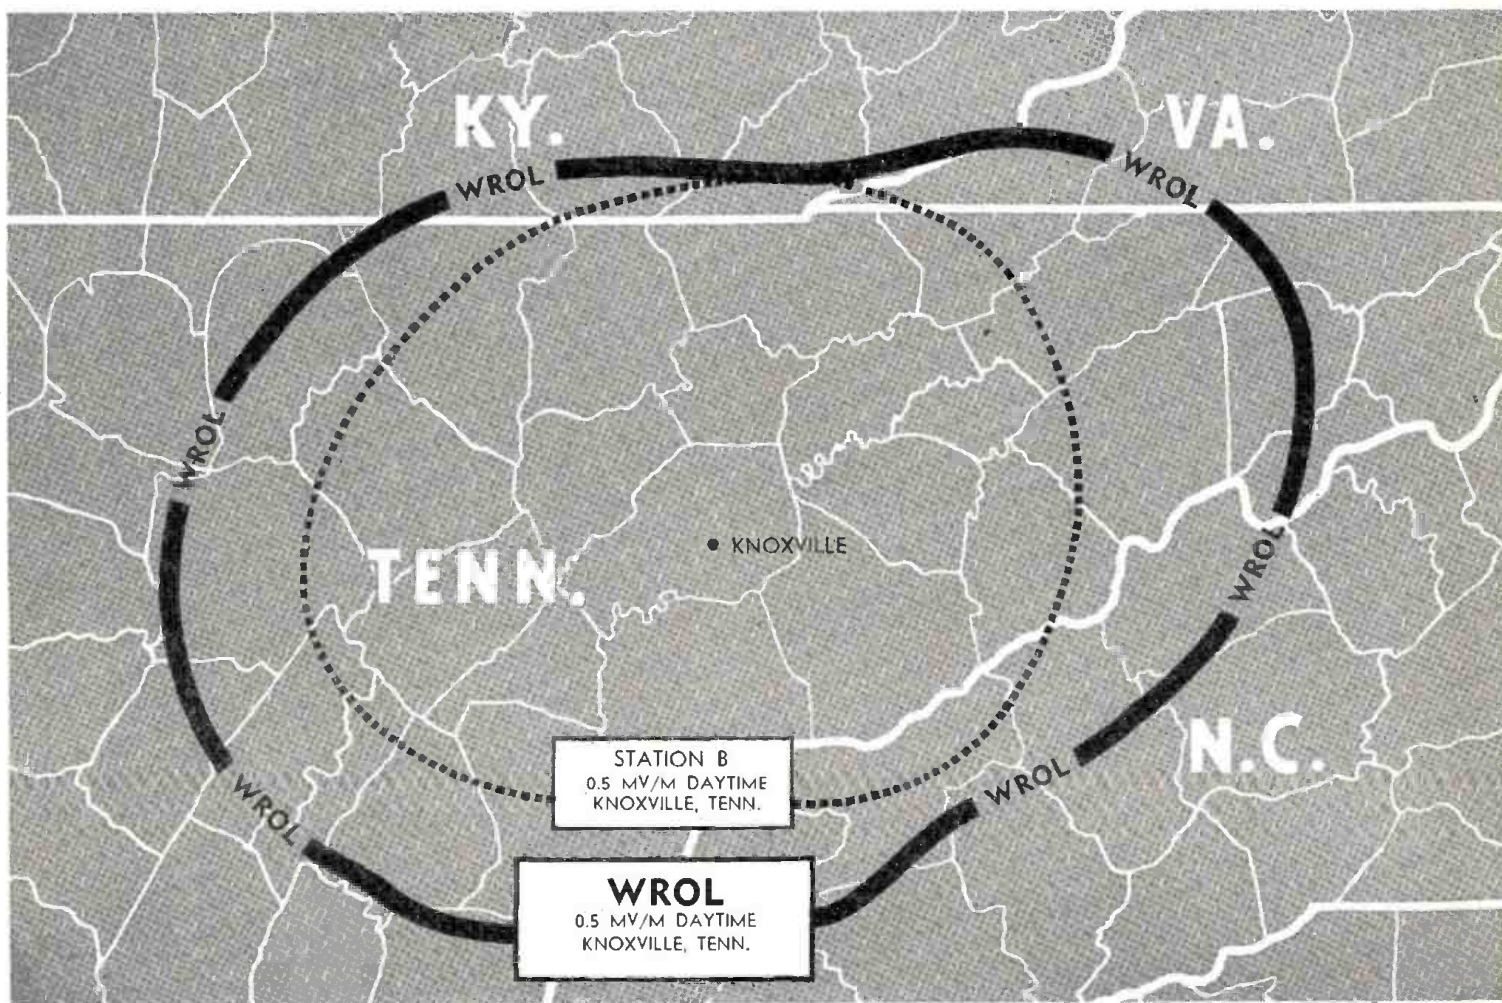 KY.
VA.
WROL
WROL
WROL
KNOXVILLE
TENN.
WROL
N.C.
STATION B
0.5 MV/M DAYTIME
KNOXVILLE, TENN.
WROL
WROL
WROL
0.5 MV/M DAYTIME
KNOXVILLE, TENN.